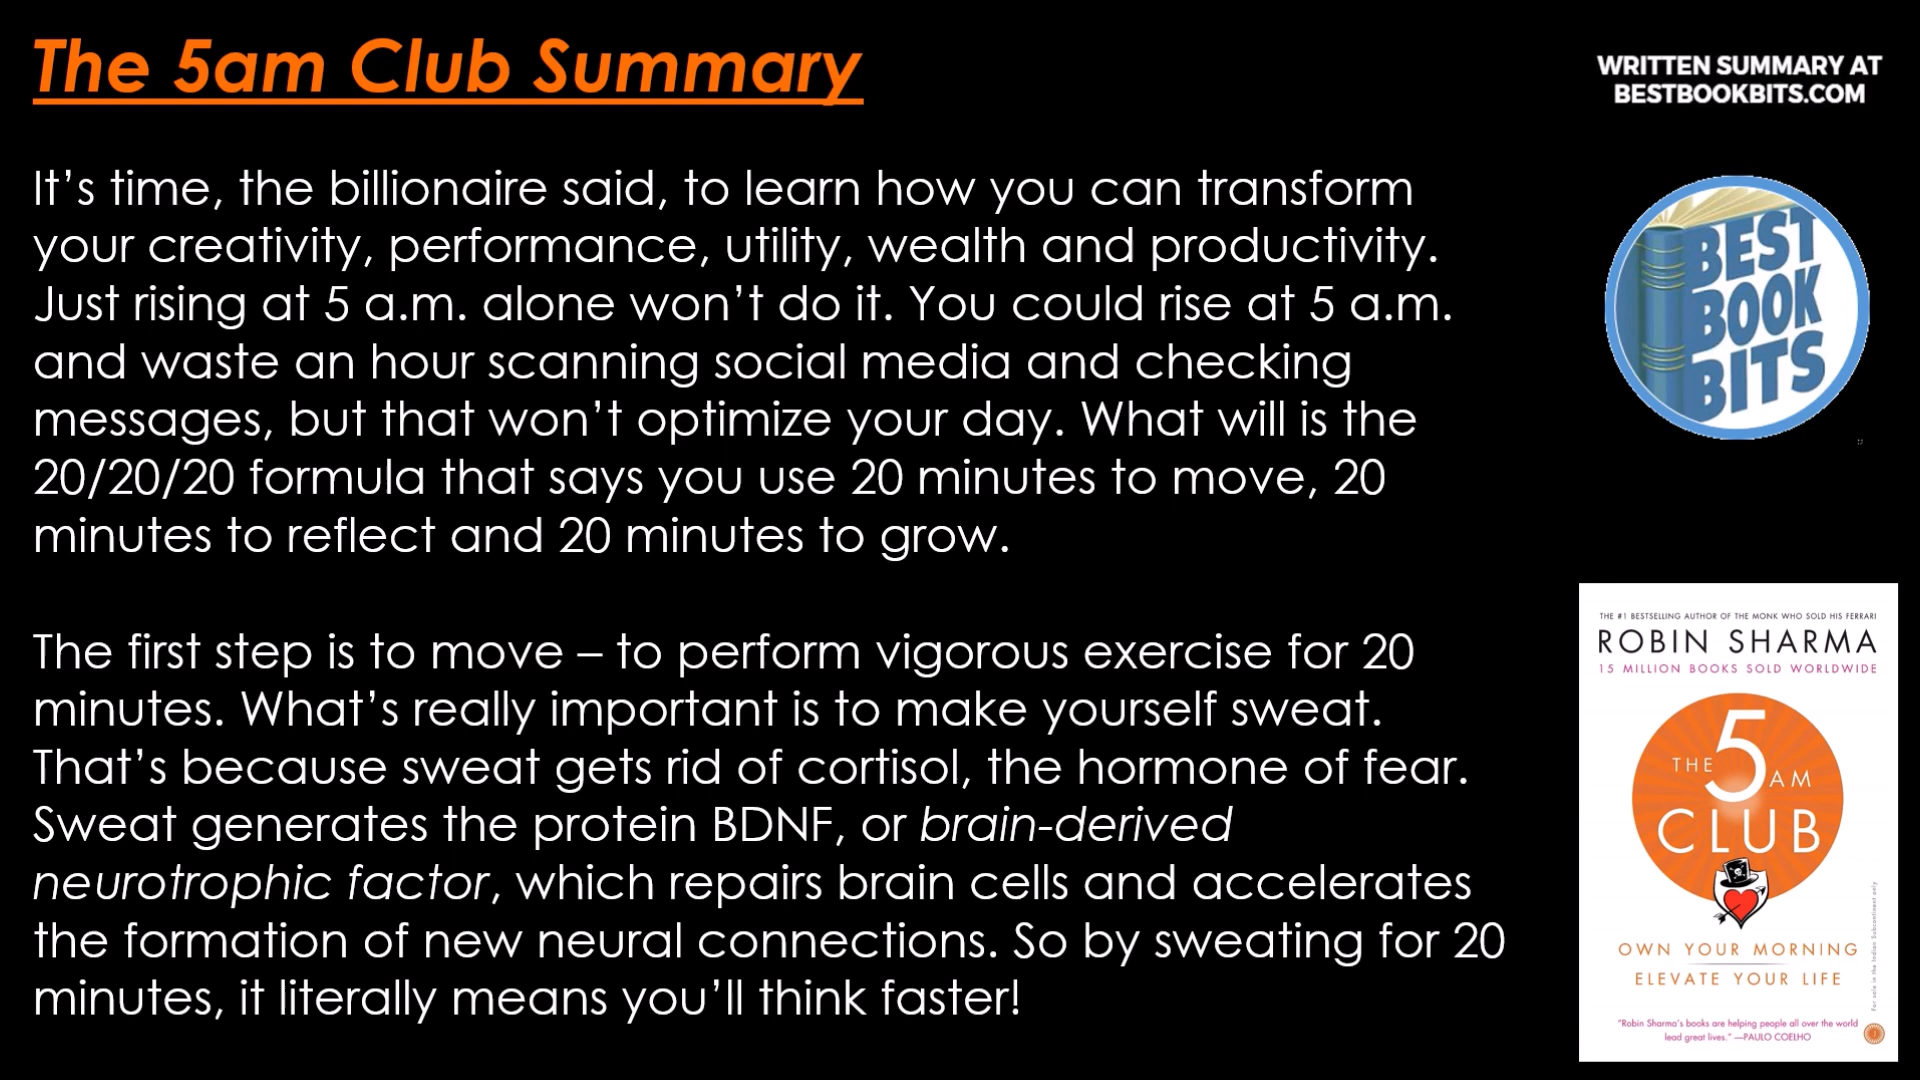 The 5am Club Summary
WRITTEN SUMMARY AT
BESTBOOKBITS.COM
It’s time, the billionaire said, to learn how you can transform
your creativity, performance, utility, wealth and productivity.
Just rising at 5 a.m. alone won’t do it. You could rise at 5 a.m.
and waste an hour scanning social media and checking
messages, but that won’t optimize your day. What will is the
20/20/20 formula that says you use 20 minutes to move, 20
minutes to reflect and 20 minutes to grow.
The first step is to move – to perform vigorous exercise for 20
minutes. What’s really important is to make yourself sweat.
That’s because sweat gets rid of cortisol, the hormone of fear.
Sweat generates the protein BDNF, or brain-derived
neurotrophic factor, which repairs brain cells and accelerates
the formation of new neural connections. So by sweating for 20
minutes, it literally means you’ll think faster!
BEST
BOOK
BITS
THE #1 BESTSELLING AUTHOR OF THE MONK WHO SOLD HIS FERRARI
ROBIN SHARMA
15 MILLION BOOKS SOLD WORLDWIDE
THE 5 AM
CLUB
OWN YOUR MORNING
ELEVATE YOUR LIFE
For sale in the Indian Subcontinent only
“Robin Sharma’s books are helping people all over the world
lead great lives.” —PAULO COELHO